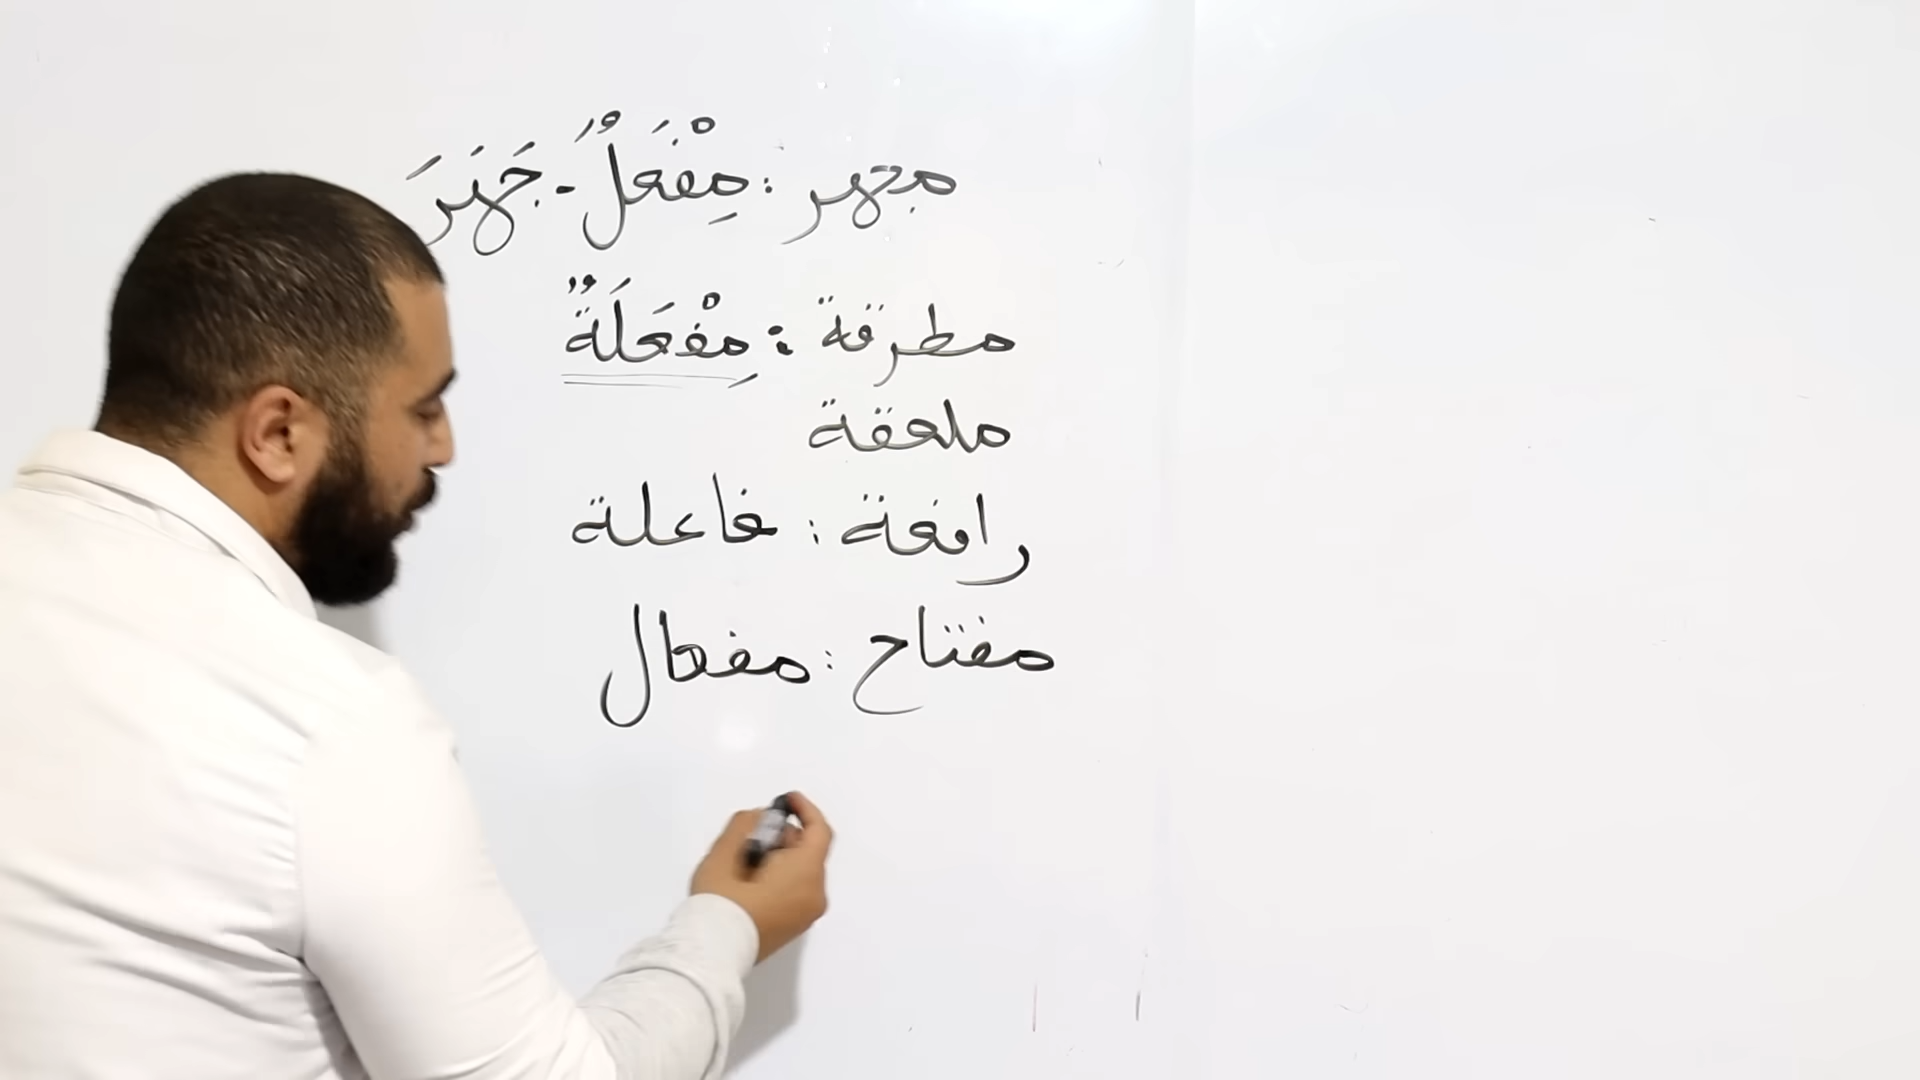 مجهر : مِفْعَلٌ - جَهَرَ
مطرقة : مِفْعَلَةٌ
ملعقة
رافعة : فاعلة
مفتاح : مفعال